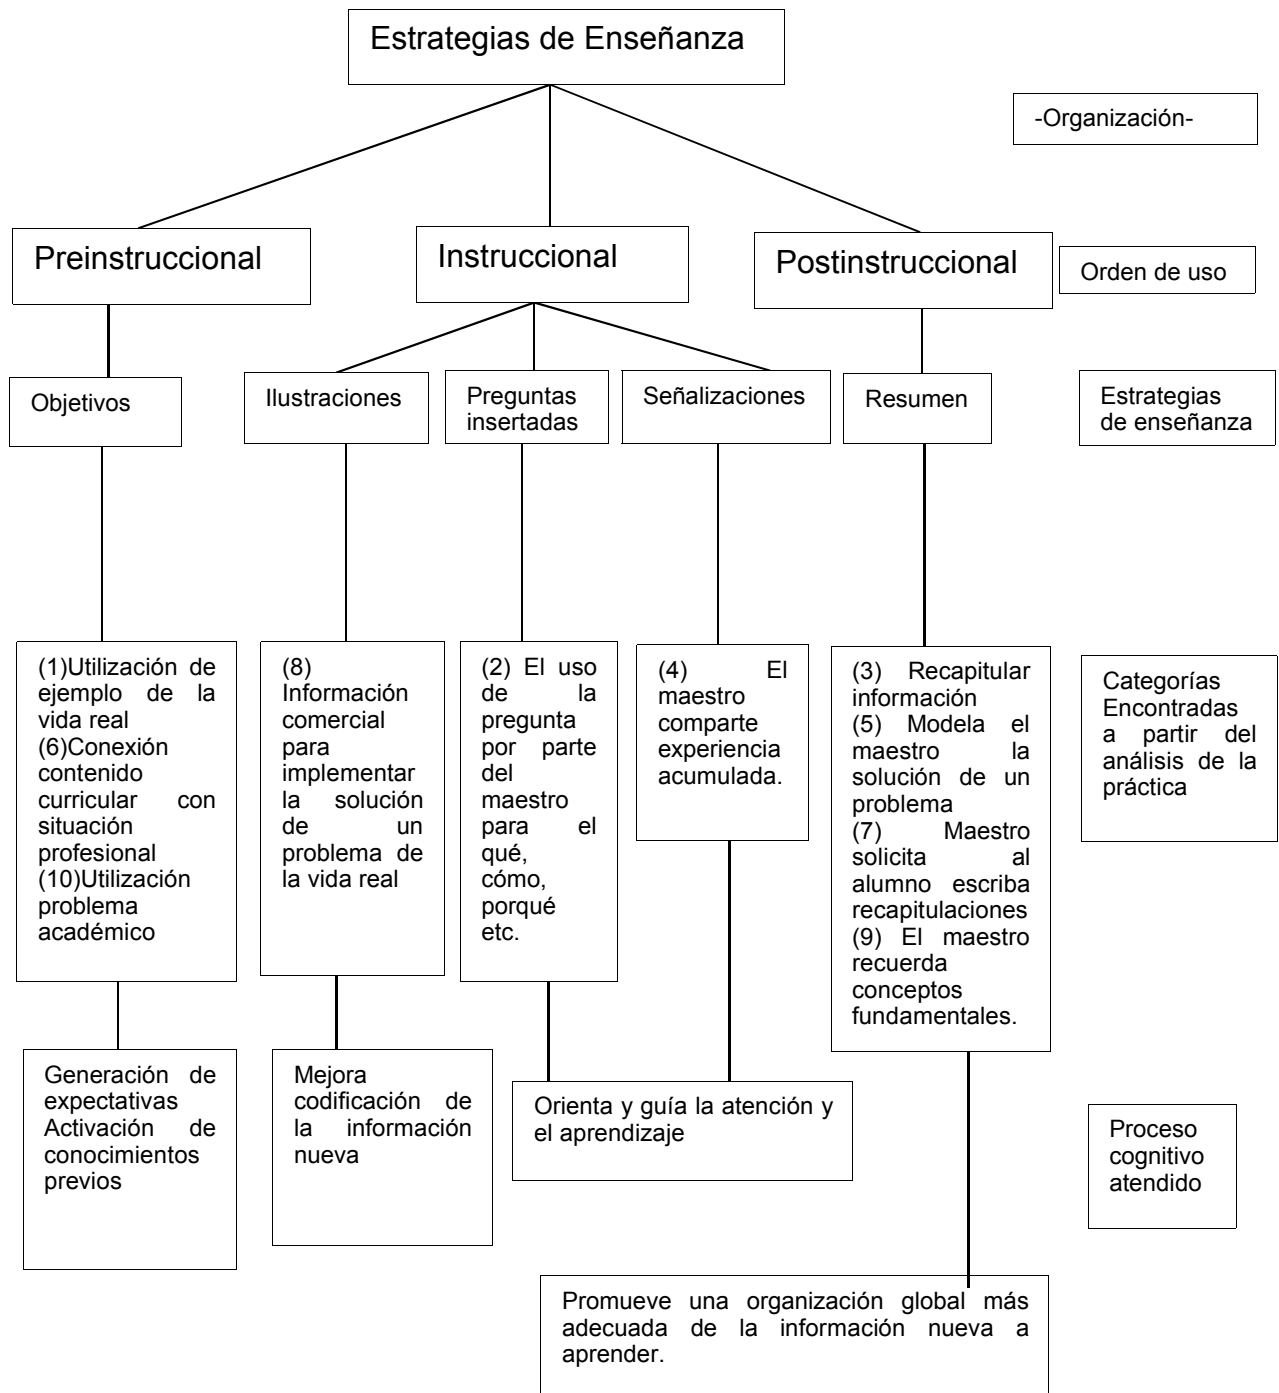 Estrategias de Enseñanza
-Organización-
Preinstruccional
Instruccional
Postinstruccional
Orden de uso
Objetivos
Ilustraciones
Preguntas
insertadas
Señalizaciones
Resumen
Estrategias
de enseñanza
(1)Utilización de
ejemplo de la
vida real
(6)Conexión
contenido
curricular con
situación
profesional
(10)Utilización
problema
académico
(8)
Información
comercial
para
implementar
la solución
de un
problema de
la vida real
(2) El uso
de la
pregunta
por parte
del
maestro
para el
qué,
cómo,
porqué
etc.
(4) El
maestro
comparte
experiencia
acumulada.
(3) Recapitular
información
(5) Modela el
maestro la
solución de un
problema
(7) Maestro
solicita al
alumno escriba
recapitulaciones
(9) El maestro
recuerda
conceptos
fundamentales.
Categorías
Encontradas
a partir del
análisis de la
práctica
Generación de
expectativas
Activación de
conocimientos
previos
Mejora
codificación de
la información
nueva
Orienta y guía la atención y
el aprendizaje
Proceso
cognitivo
atendido
Promueve una organización global más
adecuada de la información nueva a
aprender.